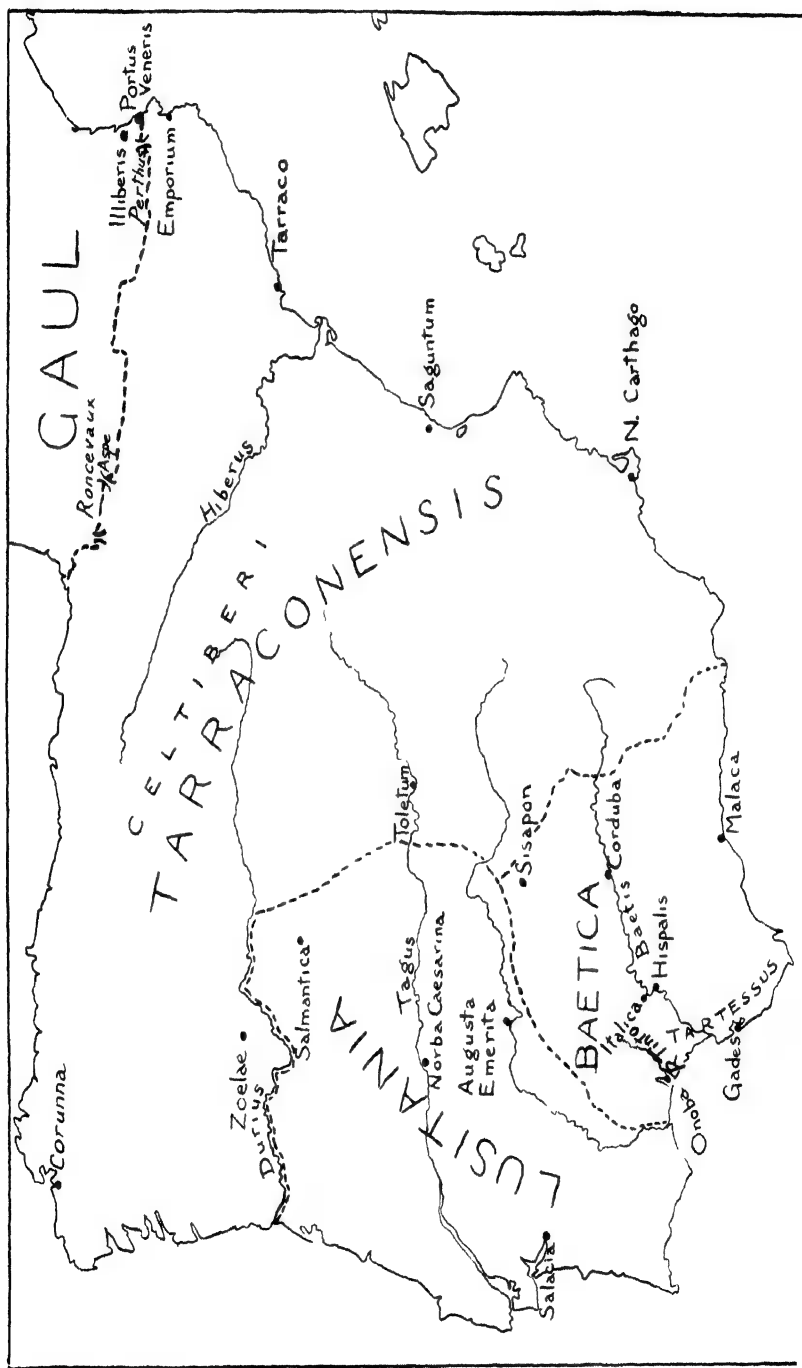 GAUL
Corunna
Roncevaux
Aspe
Illiberis
Portus
Veneris
Perthus
Emporium
Hiberus
CELTIBERI
TARRACONENSIS
Tarraco
Zoelae
Durius
Salmantica
Saguntum
LUSITANIA
Tagus
Toletum
Norba Caesarina
Augusta
Emerita
Sisapon
N. Carthago
Salacia
BAETICA
Corduba
Baetis
Hispalis
Italica
Tinto
TARTESSUS
Onoba
Gades
Malaca